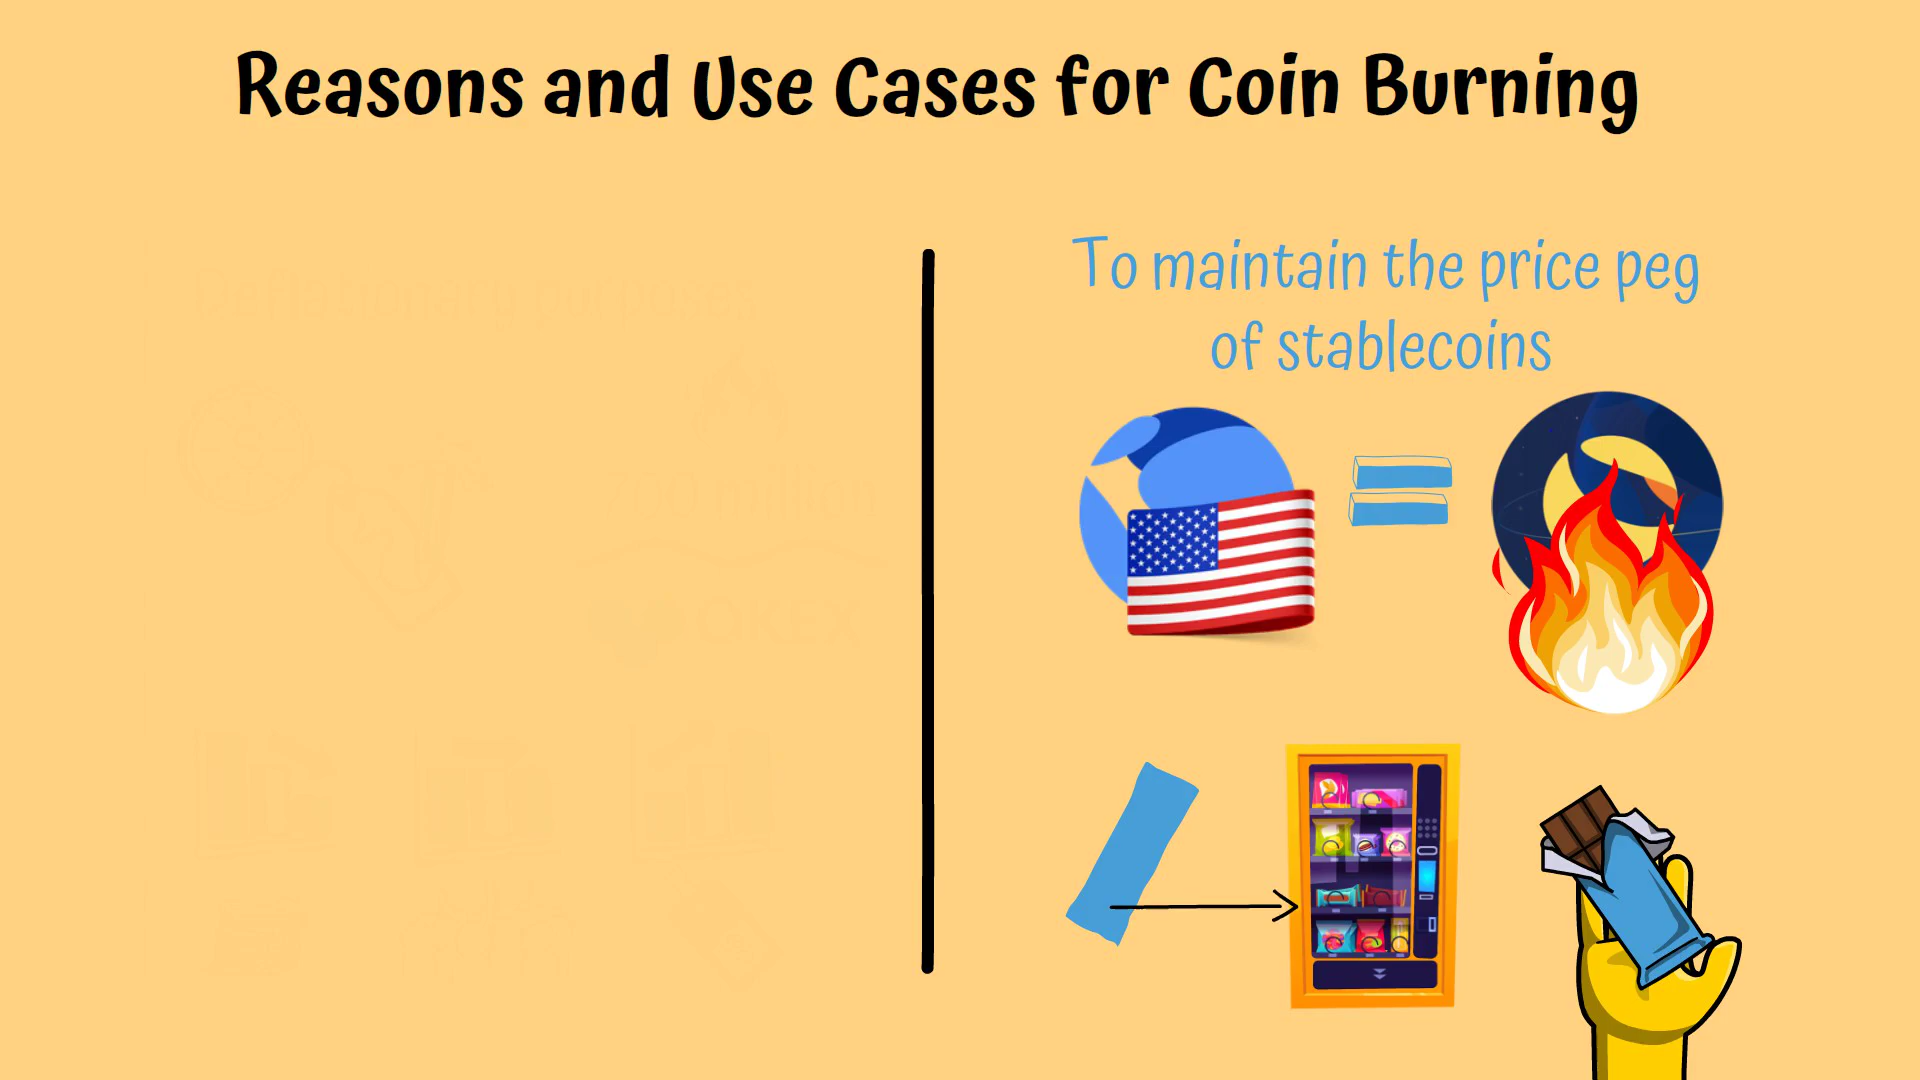 Reasons and Use Cases for Coin Burning
To maintain the price peg
of stablecoins